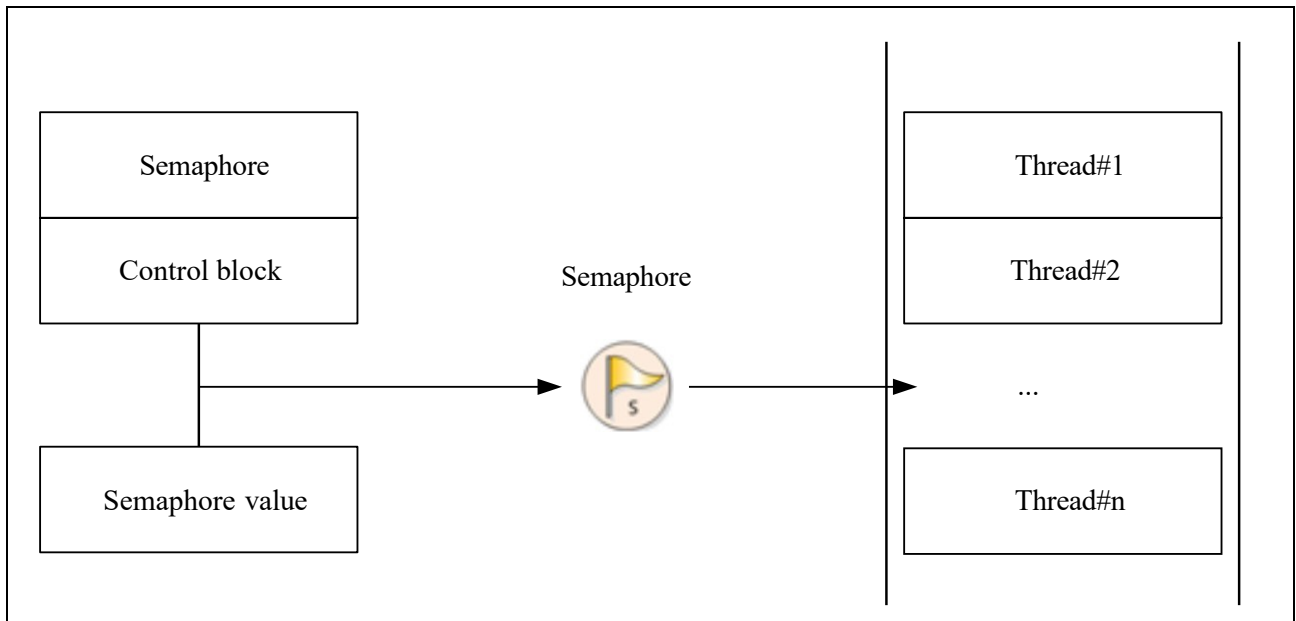 Semaphore
Control block
Semaphore value
Semaphore
S
Thread#1
Thread#2
...
Thread#n